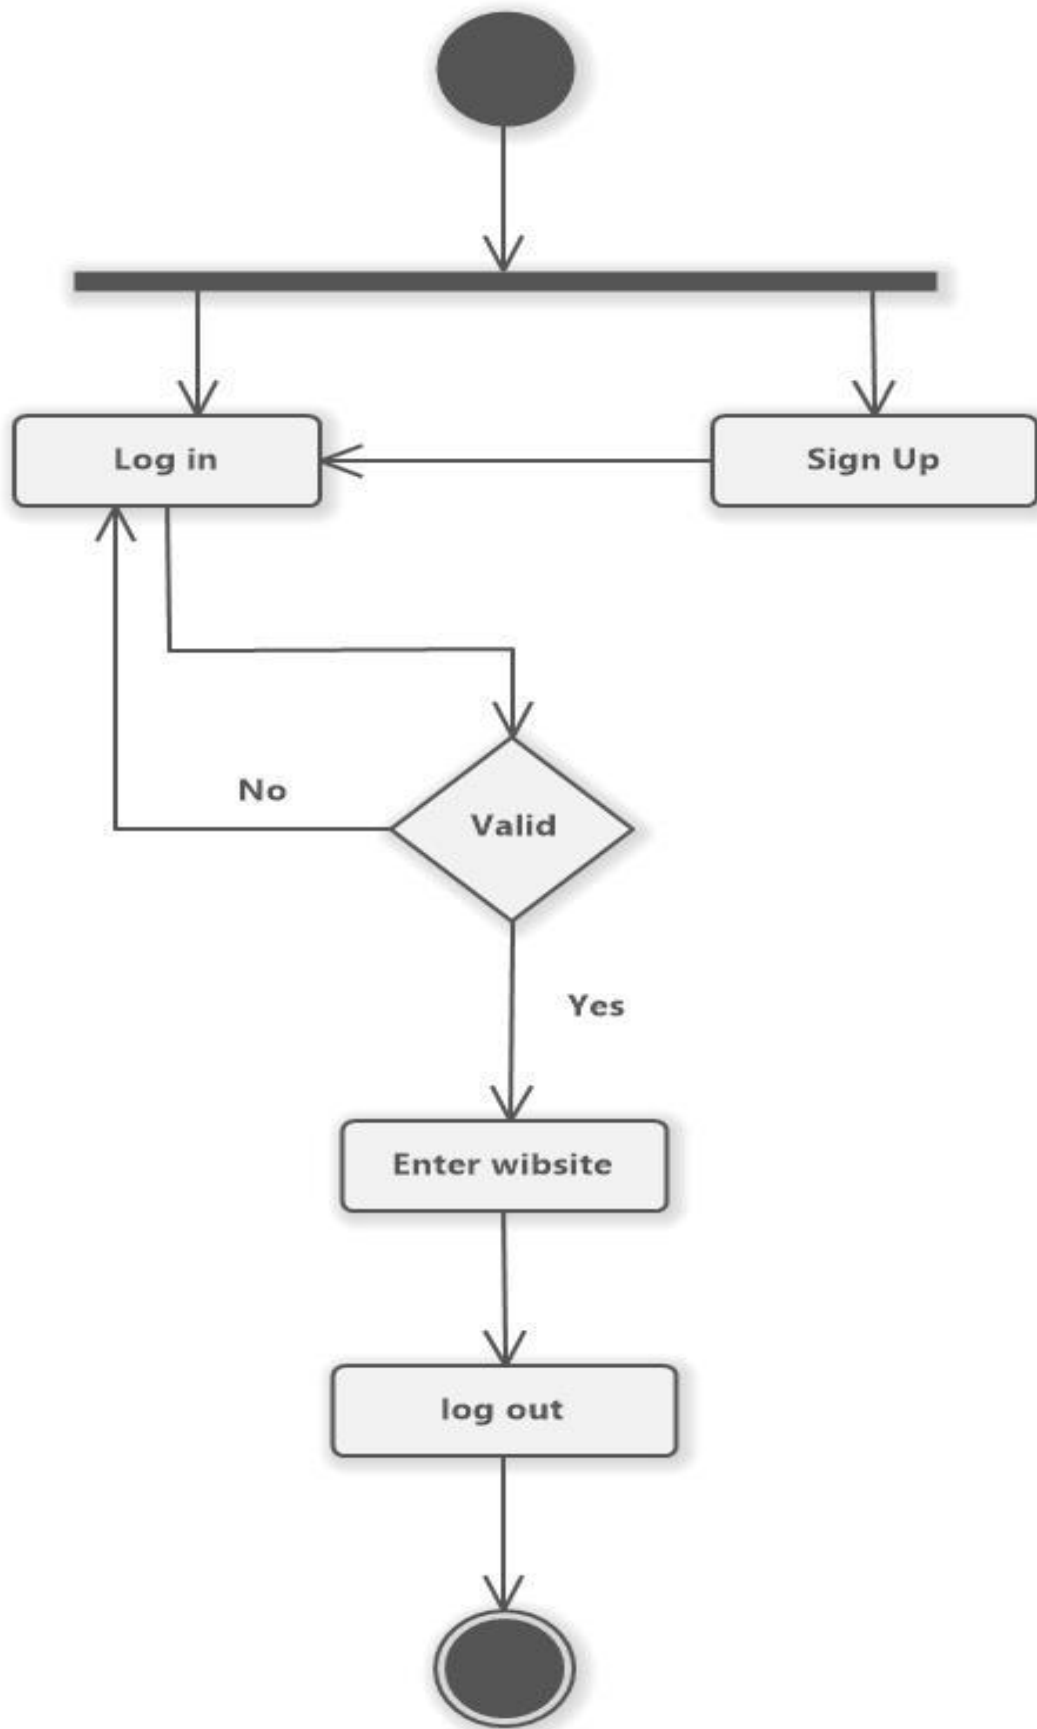 Log in
Sign Up
No
Valid
Yes
Enter wibsite
log out